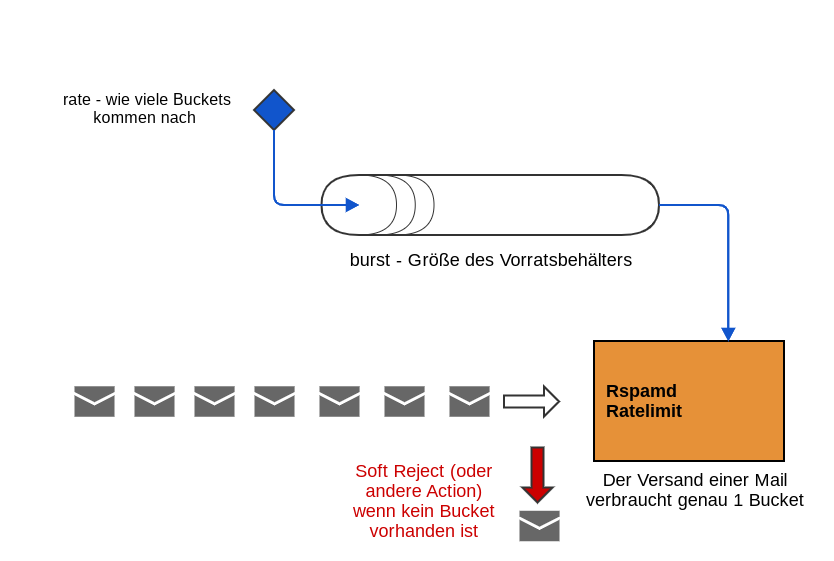 rate - wie viele Buckets
kommen nach
burst - Größe des Vorratsbehälters
Rspamd
Ratelimit
Der Versand einer Mail
verbraucht genau 1 Bucket
Soft Reject (oder
andere Action)
wenn kein Bucket
vorhanden ist